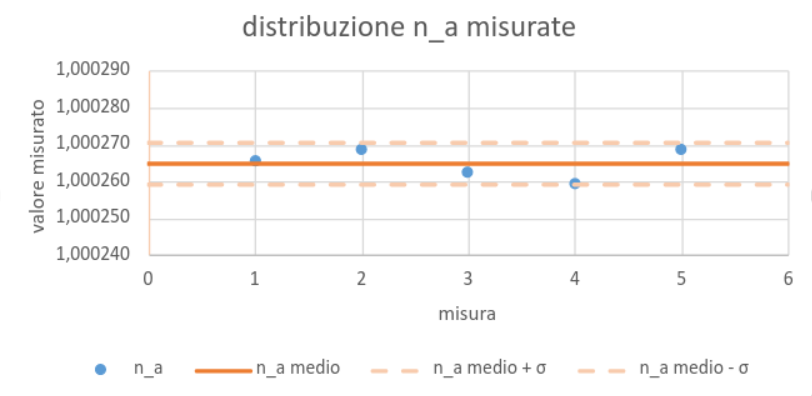 distribuzione n_a misurate
1,000290
1,000280
1,000270
1,000260
1,000250
1,000240
valore misurato
0 1 2 3 4 5 6
misura
n_a n_a medio n_a medio + σ n_a medio - σ